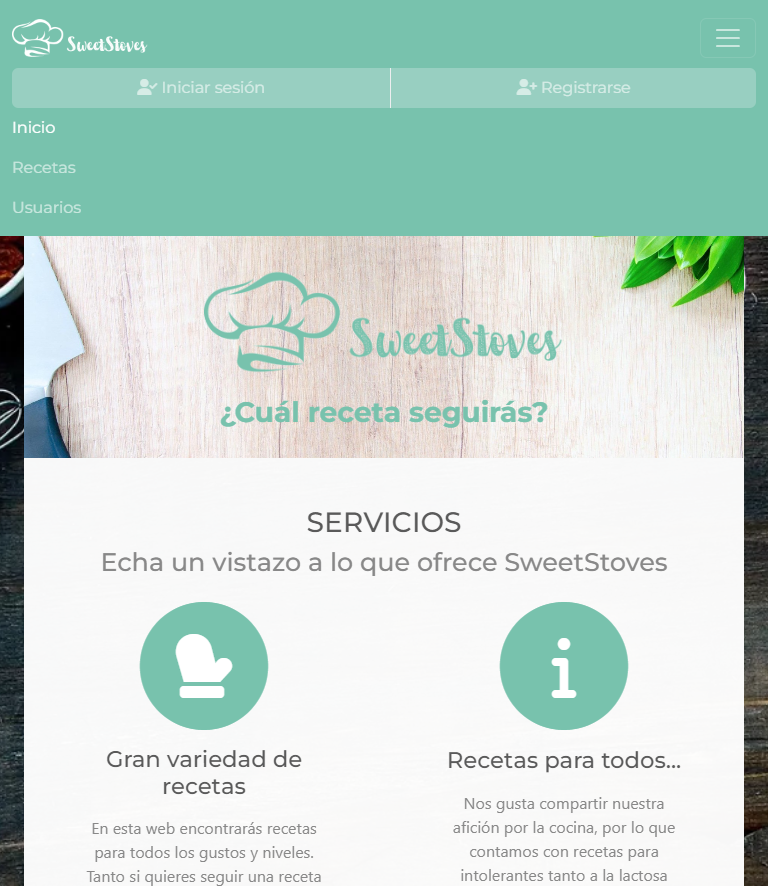 SweetStoves
Iniciar sesión
Registrarse
Inicio
Recetas
Usuarios
SweetStoves
¿Cuál receta seguirás?
SERVICIOS
Echa un vistazo a lo que ofrece SweetStoves
Gran variedad de
recetas
En esta web encontrarás recetas
para todos los gustos y niveles.
Tanto si quieres seguir una receta
Recetas para todos...
Nos gusta compartir nuestra
afición por la cocina, por lo que
contamos con recetas para
intolerantes tanto a la lactosa